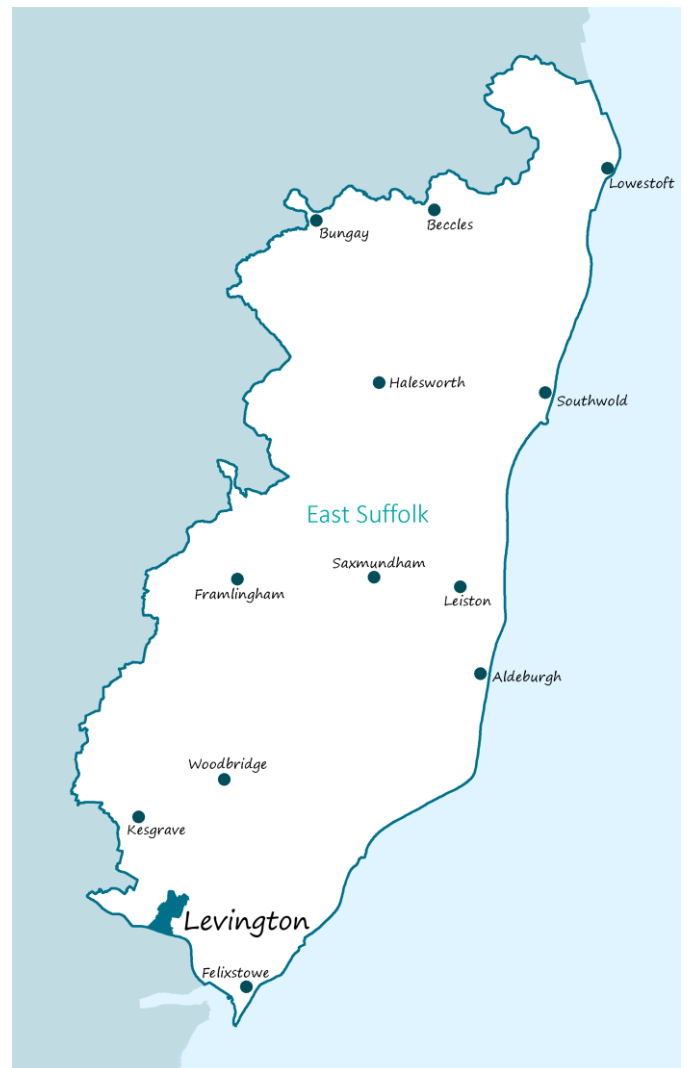 Lowestoft
Beccles
Bungay
Halesworth
Southwold
East Suffolk
Saxmundham
Framlingham
Leiston
Aldeburgh
Woodbridge
Kesgrave
Levington
Felixstowe